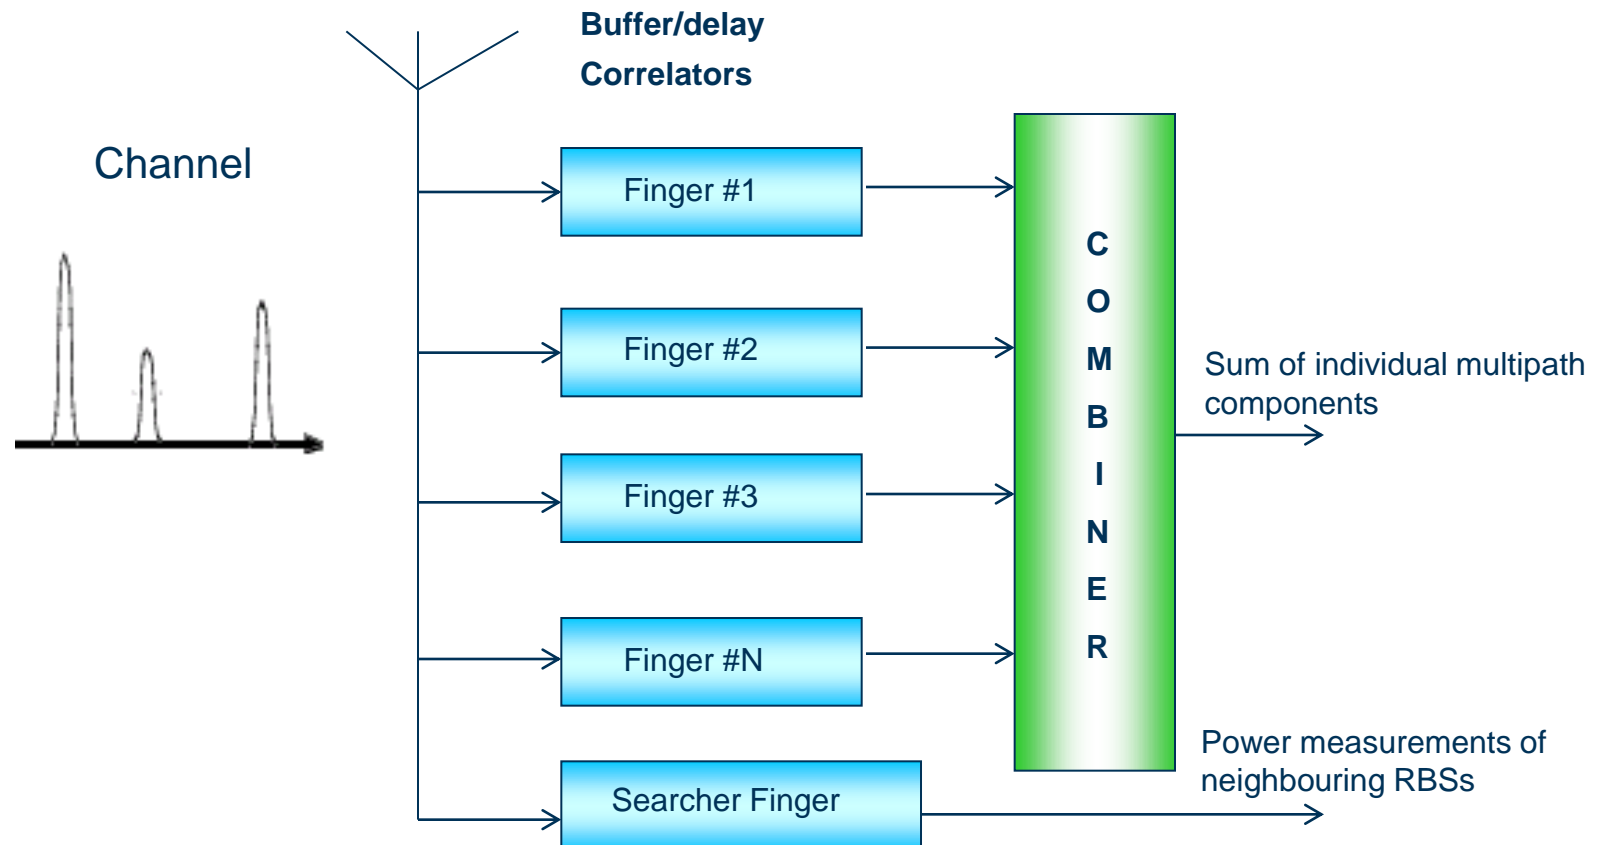 Buffer/delay
Correlators
Channel
Finger #1
Finger #2
Finger #3
Finger #N
Searcher Finger
C
O
M
B
I
N
E
R
Sum of individual multipath
components
Power measurements of
neighbouring RBSs